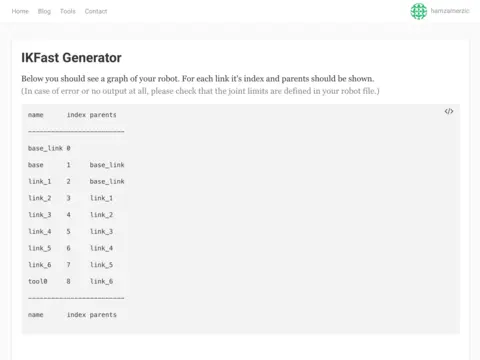 Home Blog Tools Contact hamzamerzic
IKFast Generator
Below you should see a graph of your robot. For each link it's index and parents should be shown.
(In case of error or no output at all, please check that the joint limits are defined in your robot file.)
</>
name index parents
-------------------------
base_link 0
base 1 base_link
link_1 2 base_link
link_2 3 link_1
link_3 4 link_2
link_4 5 link_3
link_5 6 link_4
link_6 7 link_5
tool0 8 link_6
-------------------------
name index parents